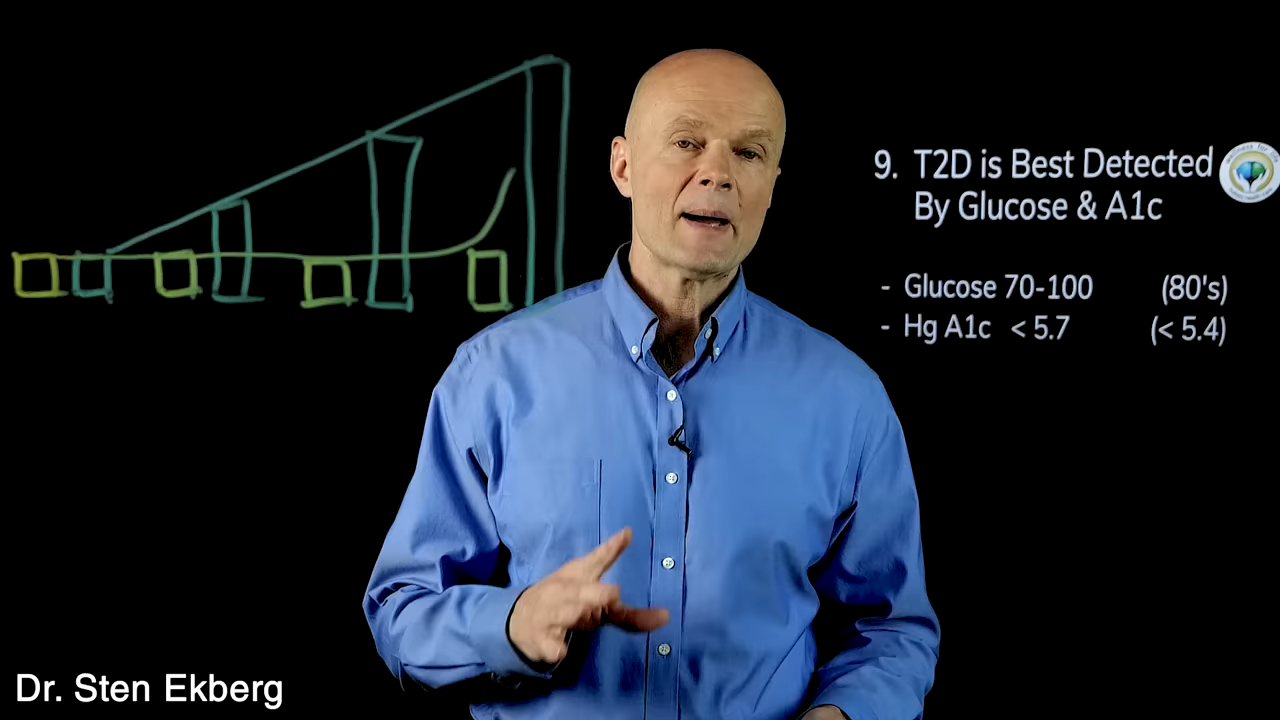 9. T2D is Best Detected
By Glucose & A1c
- Glucose 70-100 (80's)
- Hg A1c < 5.7 (< 5.4)
Dr. Sten Ekberg